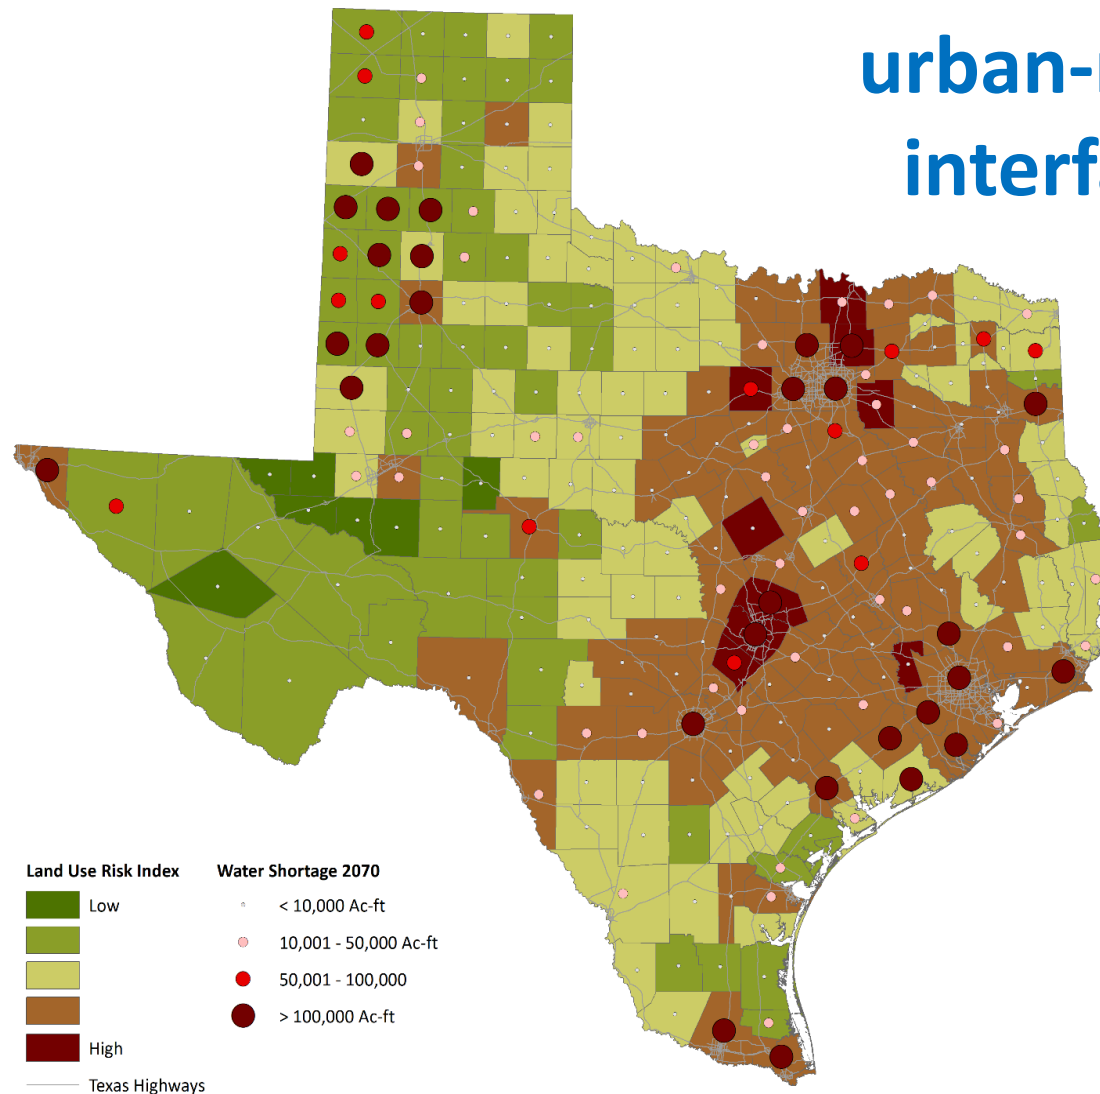 urban-
interf
Land Use Risk Index
Low
High
Texas Highways
Water Shortage 2070
< 10,000 Ac-ft
10,001 - 50,000 Ac-ft
50,001 - 100,000
> 100,000 Ac-ft